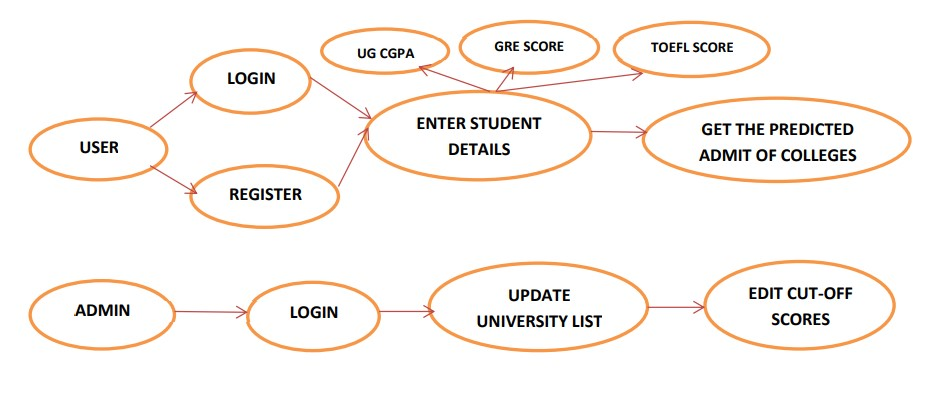 UG CGPA
GRE SCORE
TOEFL SCORE
LOGIN
USER
REGISTER
ENTER STUDENT
DETAILS
GET THE PREDICTED
ADMIT OF COLLEGES
ADMIN
LOGIN
UPDATE
UNIVERSITY LIST
EDIT CUT-OFF
SCORES